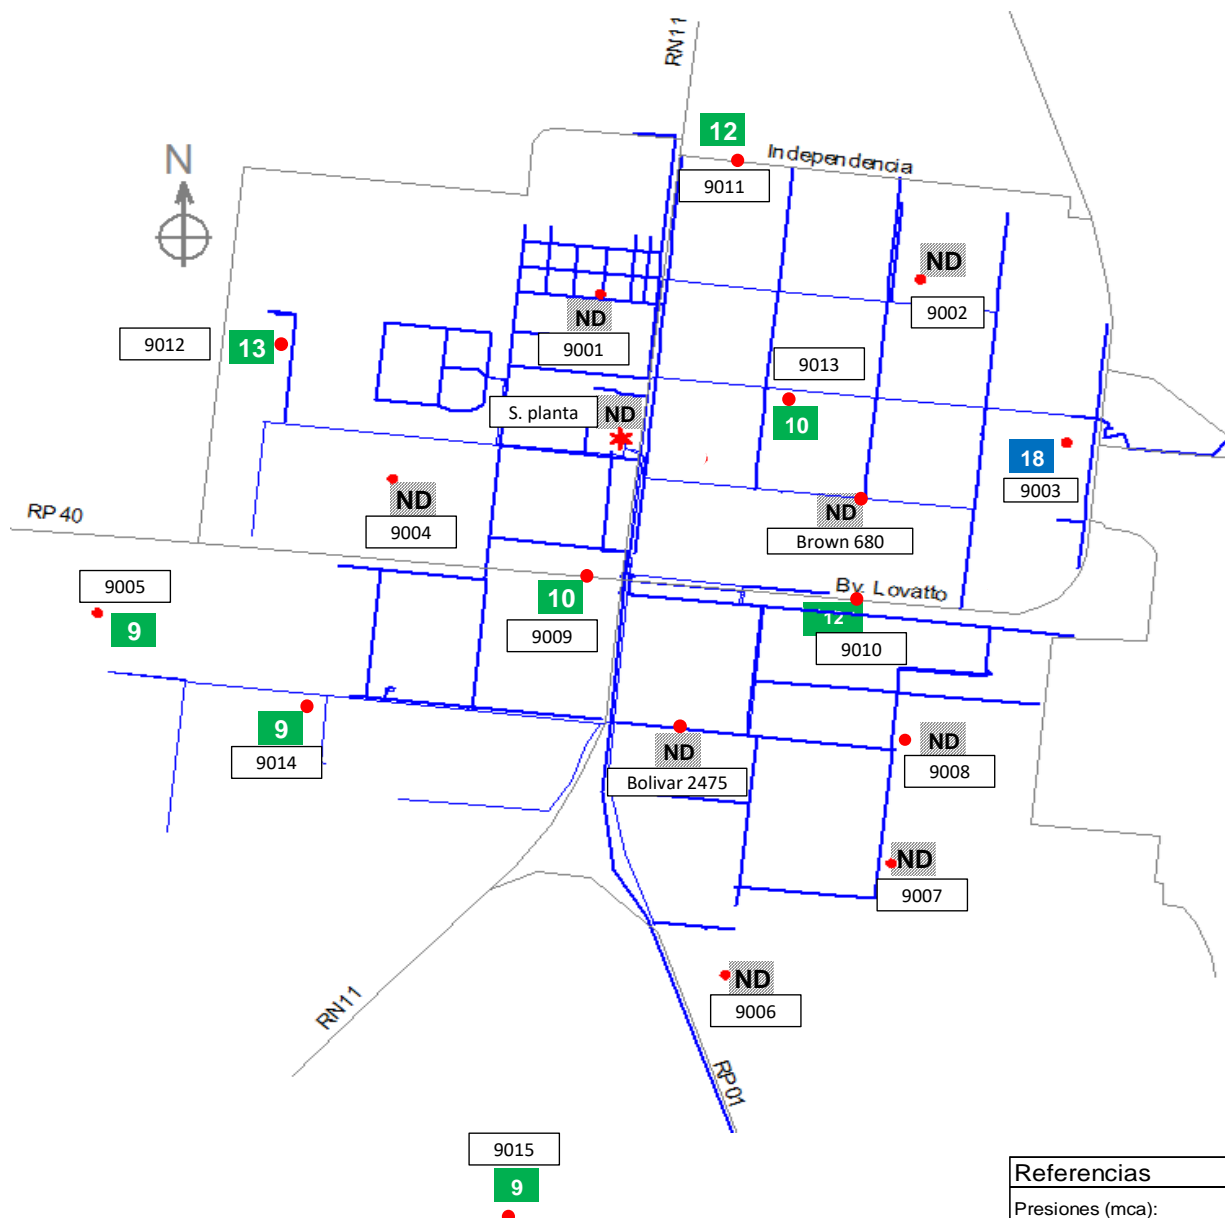 RN11
12
Independencia
9011
N
ND
9002
ND
9001
9012
13
9013
10
S. planta
ND
18
9003
ND
9004
ND
Brown 680
RP 40
9005
9
10
9009
Bv. Lovatto
12
9010
9
9014
ND
Bolivar 2475
ND
9008
ND
9007
ND
9006
RN11
RP01
9015
9
Referencias
Presiones (mca):